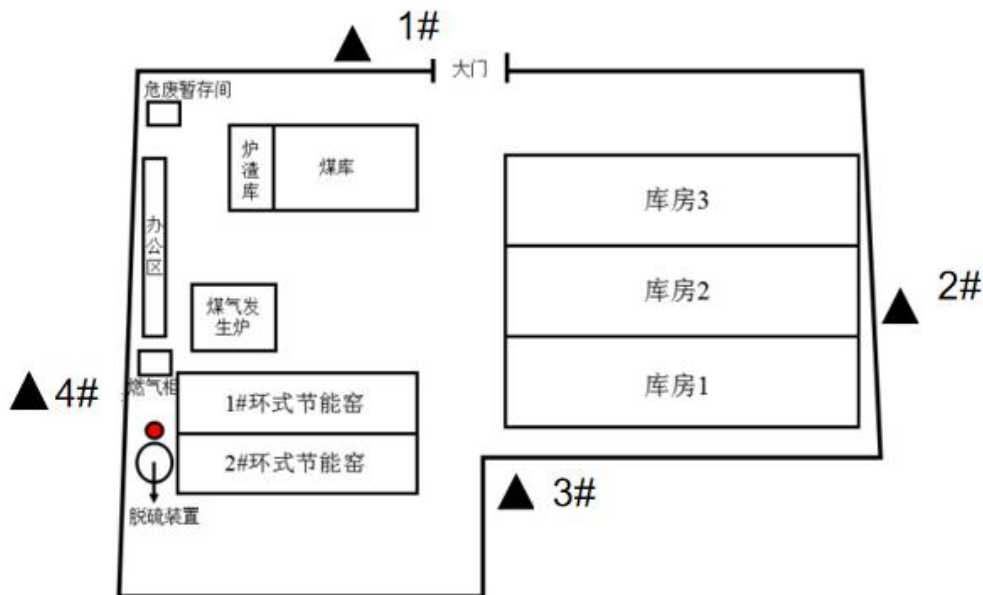 1#
大门
危废暂存间
炉
渣
库
煤库
库房3
办
公
区
煤气发
生炉
库房2
2#
燃气柜
4#
1#环式节能窑
库房1
2#环式节能窑
3#
脱硫装置